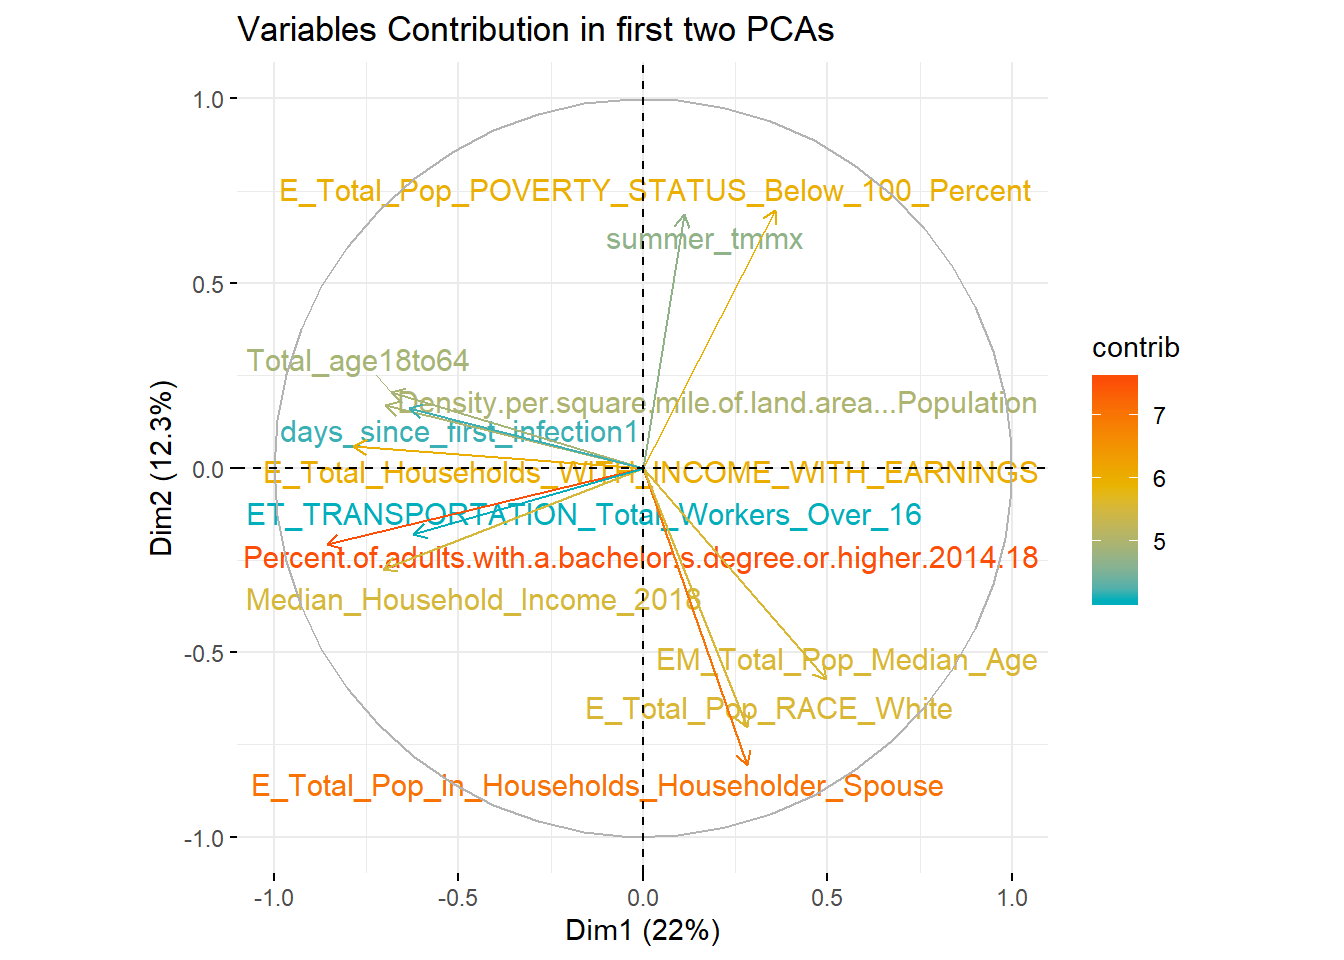 Variables Contribution in first two PCAs
1.0
E_Total_Pop_POVERTY_STATUS_Below_100_Percent
summer_tmmx
0.5
contrib
Total_age18to64
Density.per.square.mile.of.land.area...Population
7
days_since_first_infection1
0.0
E_Total_Households_WITH_INCOME_WITH_EARNINGS
6
ET_TRANSPORTATION_Total_Workers_Over_16
5
Percent.of.adults.with.a.bachelor.s.degree.or.higher.2014.18
Median_Household_Income_2018
-0.5
EM_Total_Pop_Median_Age
E_Total_Pop_RACE_White
E_Total_Pop_in_Households_Householder_Spouse
-1.0
Dim2 (12.3%)
-1.0 -0.5 0.0 0.5 1.0
Dim1 (22%)